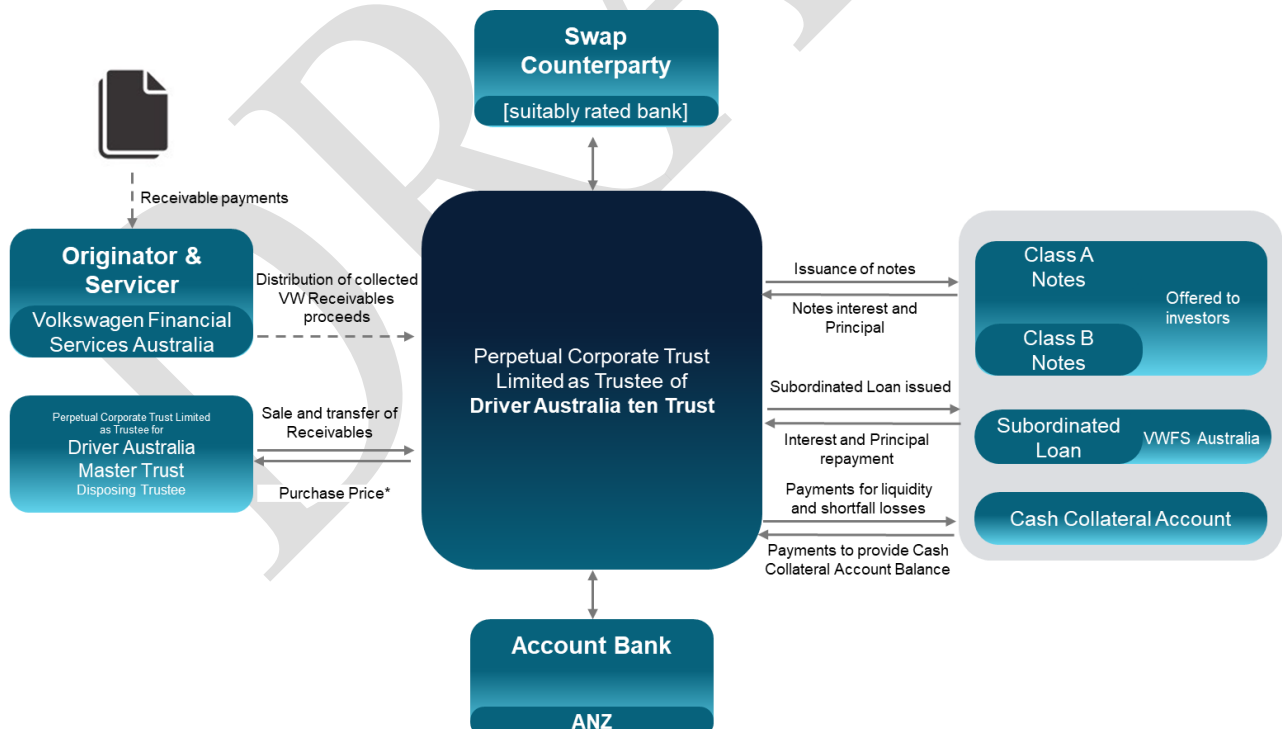 Swap
Counterparty
[suitably rated bank]
Receivable payments
Originator &
Servicer
Volkswagen Financial
Services Australia
Distribution of collected
VW Receivables
proceeds
Perpetual Corporate Trust Limited
as Trustee for
Driver Australia
Master Trust
Disposing Trustee
Sale and transfer of
Receivables
Purchase Price*
Perpetual Corporate Trust
Limited as Trustee of
Driver Australia ten Trust
Issuance of notes
Notes interest and
Principal
Subordinated Loan issued
Interest and Principal
repayment
Payments for liquidity
and shortfall losses
Payments to provide Cash
Collateral Account Balance
Class A
Notes
Offered to
investors
Class B
Notes
Subordinated
Loan
VWFS Australia
Cash Collateral Account
Account Bank
ANZ